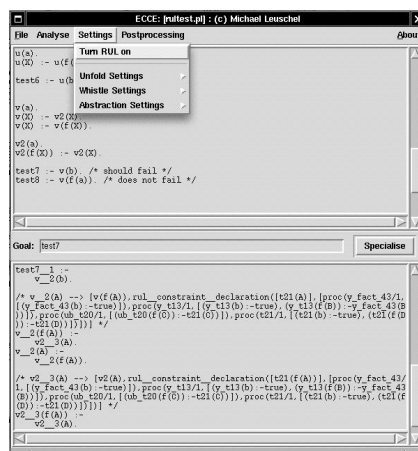 ECCE: [rultest.pl] : (c) Michael Leuschel
File Analyse Settings Postprocessing About
Turn RUL on
Unfold Settings
Whistle Settings
Abstraction Settings
u(a).
u(X) :- u(f(
test6 :- u(b
v(a).
v(X) :- v2(X)
v(X) :- v(f(X)).
v2(a).
v2(f(X)) :- v2(X).
test7 :- v(b). /* should fail */
test8 :- v(f(a)). /* does not fail */
Goal: test7 Specialise
test7__1 :-
v__2(b).
/* v__2(A) --> [v(f(A)),rul__constraint__declaration([t21(A)],[proc(y_fact_43/1,
[(y_fact_43(b):-true)]),proc(y_t13/1,[(y_t13(b):-true),(y_t13(f(B)):-y_fact_43(B
))]),proc(ub_t20/1,[(ub_t20(f(C)):-t21(C))]),proc(t21/1,[(t21(b):-true),(t21(f(D
)):-t21(D))])])] */
v__2(f(A)) :-
v2__3(A).
v__2(A) :-
v__2(f(A)).
/* v2__3(A) --> [v2(A),rul__constraint__declaration([t21(f(A))],[proc(y_fact_43/
1,[(y_fact_43(b):-true)]),proc(y_t13/1,[(y_t13(b):-true),(y_t13(f(B)):-y_fact_43
(B))]),proc(ub_t20/1,[(ub_t20(f(C)):-t21(C))]),proc(t21/1,[(t21(b):-true),(t21(f
(D)):-t21(D))])])] */
v2__3(f(A)) :-
v2__3(A).